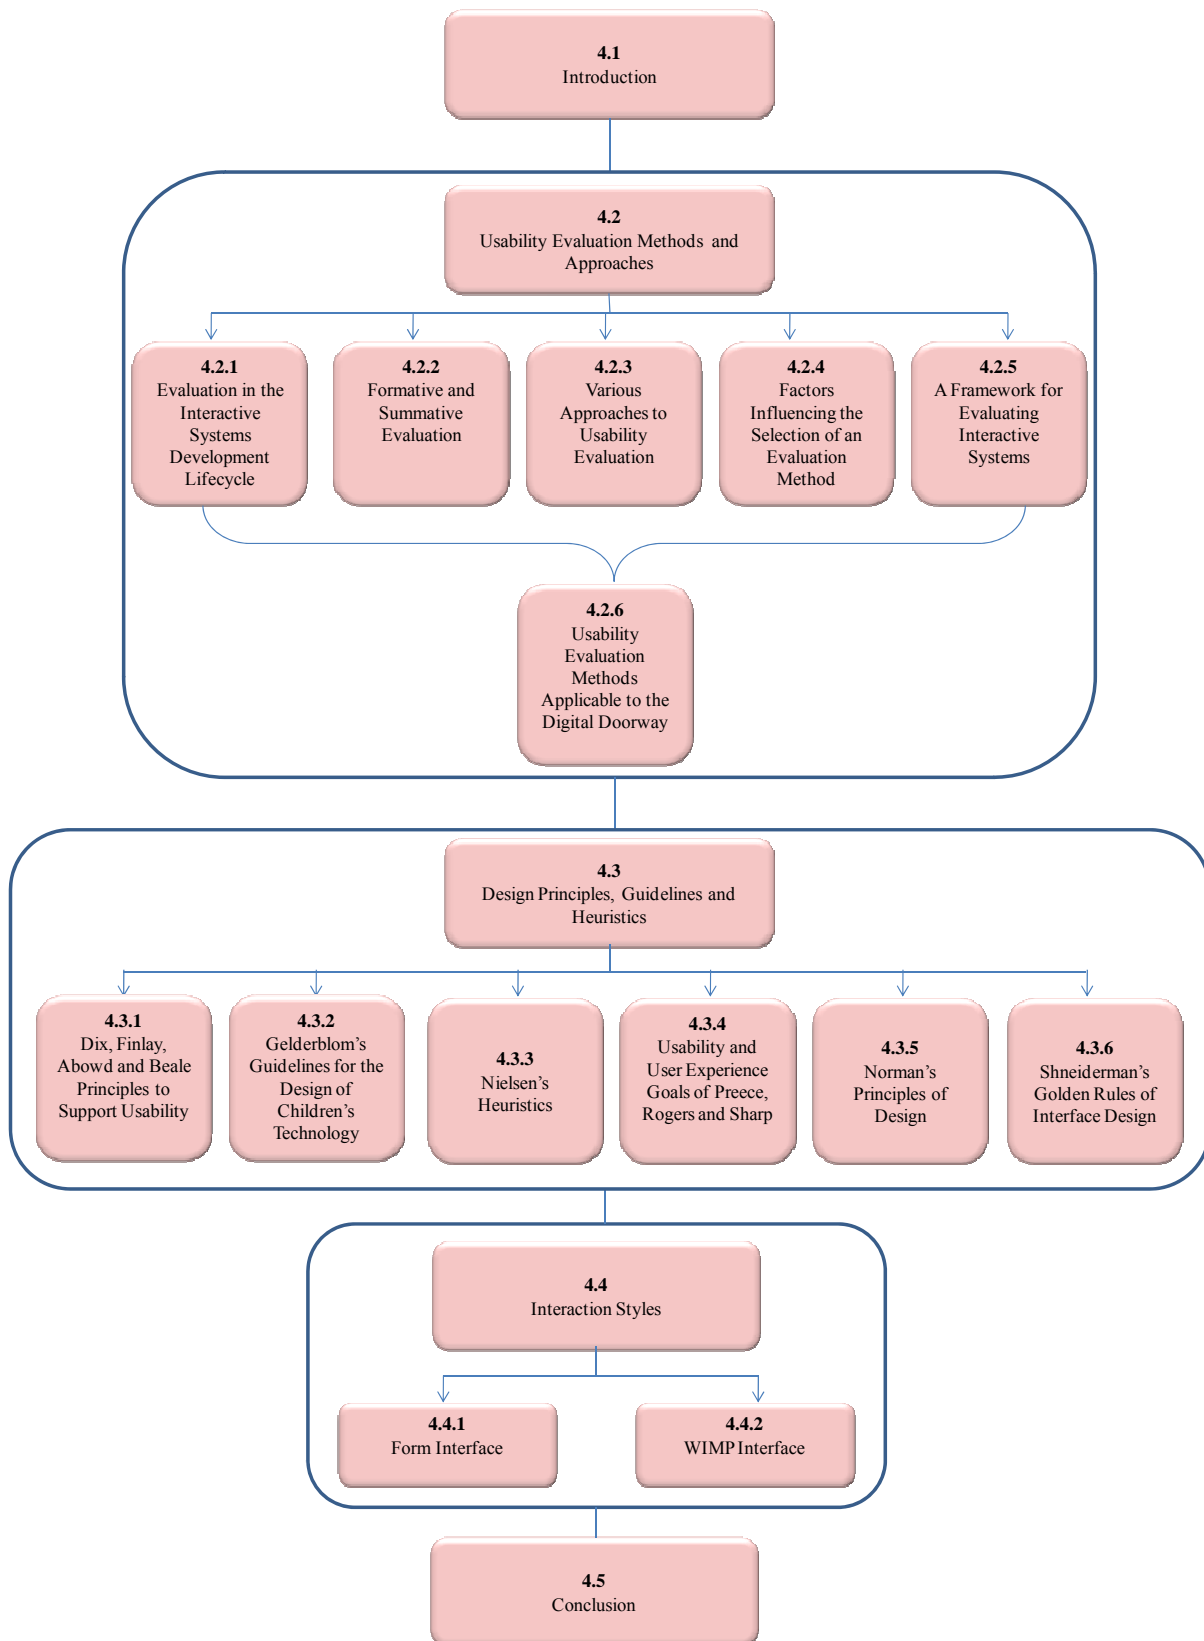 4.1
Introduction
4.2
Usability Evaluation Methods and
Approaches
4.2.1
Evaluation in the
Interactive
Systems
Development
Lifecycle
4.2.2
Formative and
Summative
Evaluation
4.2.3
Various
Approaches to
Usability
Evaluation
4.2.4
Factors
Influencing the
Selection of an
Evaluation
Method
4.2.5
A Framework for
Evaluating
Interactive
Systems
4.2.6
Usability
Evaluation
Methods
Applicable to the
Digital Doorway
4.3
Design Principles, Guidelines and
Heuristics
4.3.1
Dix, Finlay,
Abowd and Beale
Principles to
Support Usability
4.3.2
Gelderblom’s
Guidelines for the
Design of
Children’s
Technology
4.3.3
Nielsen’s
Heuristics
4.3.4
Usability and
User Experience
Goals of Preece,
Rogers and Sharp
4.3.5
Norman’s
Principles of
Design
4.3.6
Shneiderman’s
Golden Rules of
Interface Design
4.4
Interaction Styles
4.4.1
Form Interface
4.4.2
WIMP Interface
4.5
Conclusion